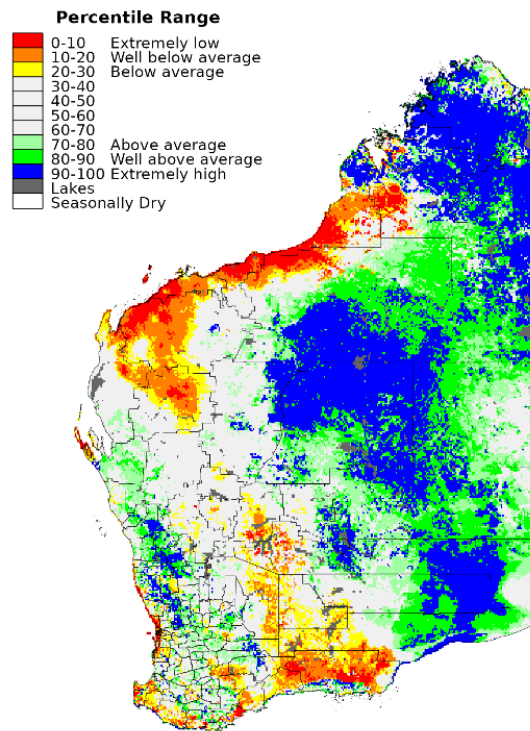 Percentile Range
0-10 Extremely low
10-20 Well below average
20-30 Below average
30-40
40-50
50-60
60-70
70-80 Above average
80-90 Well above average
90-100 Extremely high
Lakes
Seasonally Dry